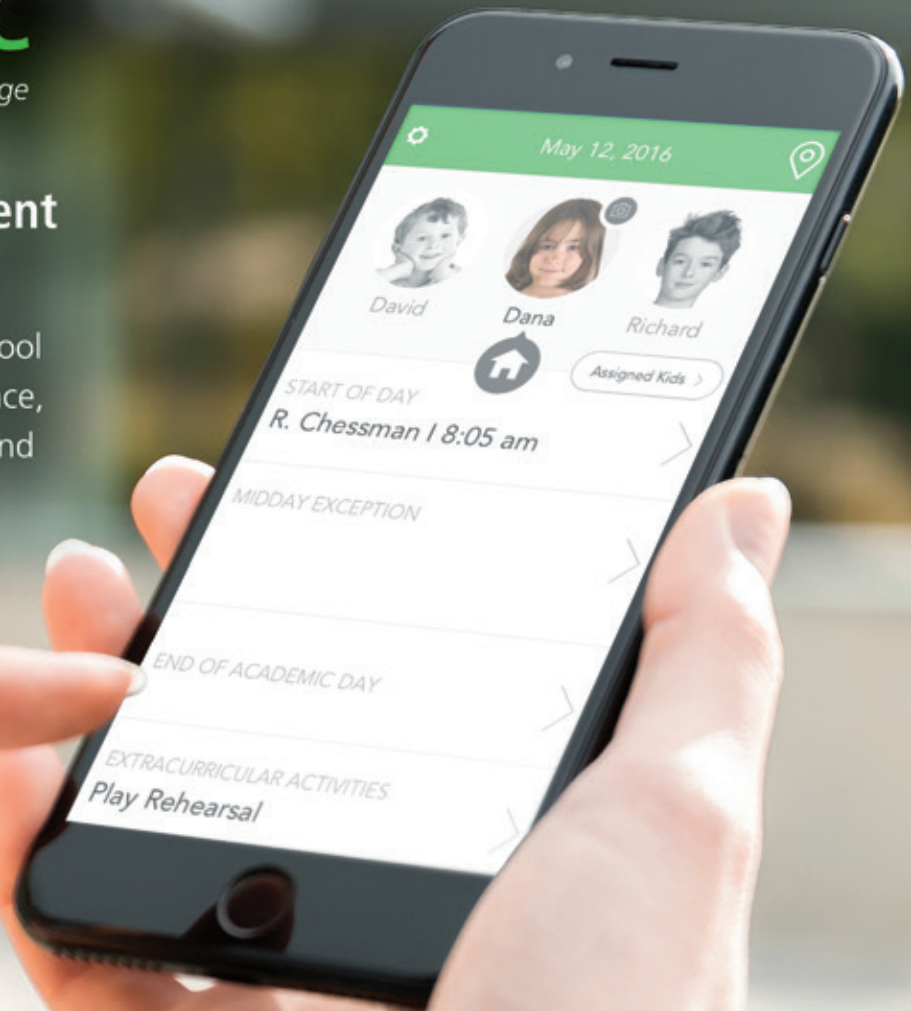 ge
ent
ool
ce,
nd
May 12, 2016
David
Dana
Richard
Assigned Kids
START OF DAY
R. Chessman | 8:05 am
MIDDAY EXCEPTION
END OF ACADEMIC DAY
EXTRACURRICULAR ACTIVITIES
Play Rehearsal